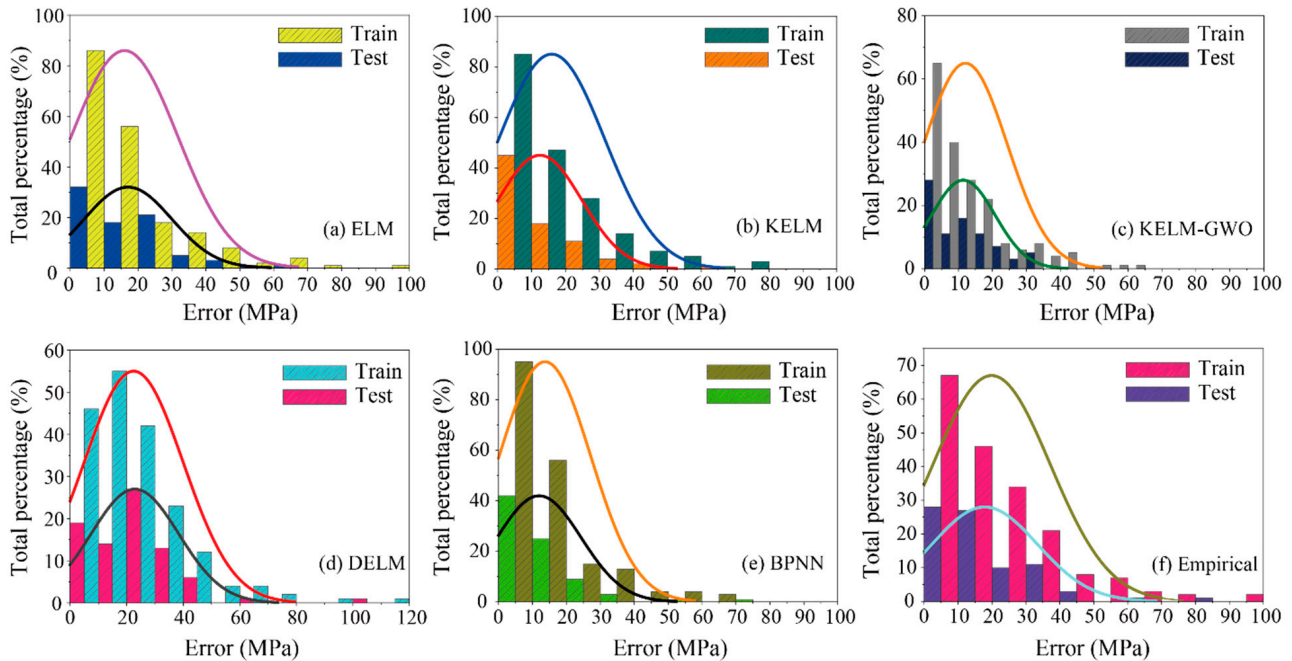 100
80
60
40
20
0
Total percentage (%)
Train
Test
(a) ELM
0 10 20 30 40 50 60 70 80 90 100
Error (MPa)
100
80
60
40
20
0
Total percentage (%)
Train
Test
(b) KELM
0 10 20 30 40 50 60 70 80 90 100
Error (MPa)
80
60
40
20
0
Total percentage (%)
Train
Test
(c) KELM-GWO
0 10 20 30 40 50 60 70 80 90 100
Error (MPa)
60
50
40
30
20
10
0
Total percentage (%)
Train
Test
(d) DELM
0 20 40 60 80 100 120
Error (MPa)
100
80
60
40
20
0
Total percentage (%)
Train
Test
(e) BPNN
0 10 20 30 40 50 60 70 80 90 100
Error (MPa)
70
60
50
40
30
20
10
0
Total percentage (%)
Train
Test
(f) Empirical
0 10 20 30 40 50 60 70 80 90 100
Error (MPa)